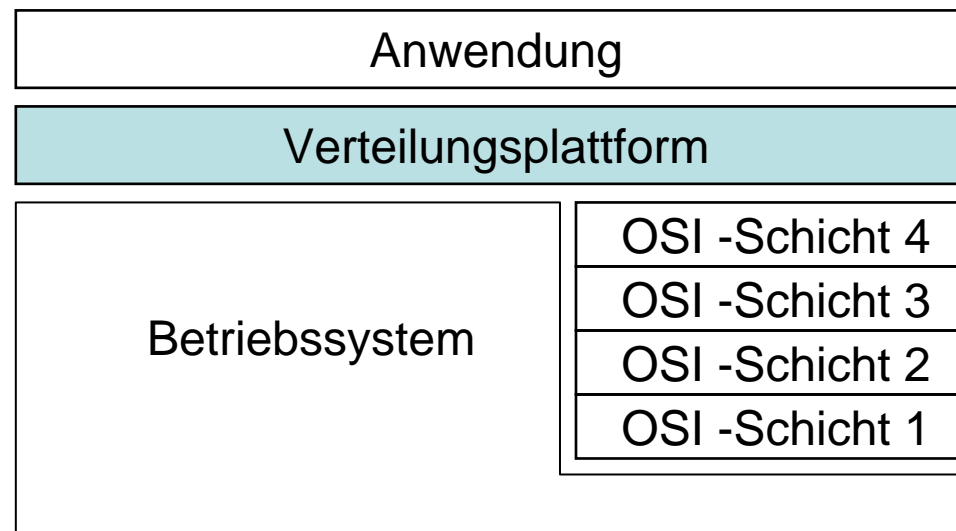 Anwendung
Verteilungsplattform
OSI -Schicht 4
OSI -Schicht 3
Betriebssystem
OSI -Schicht 2
OSI -Schicht 1